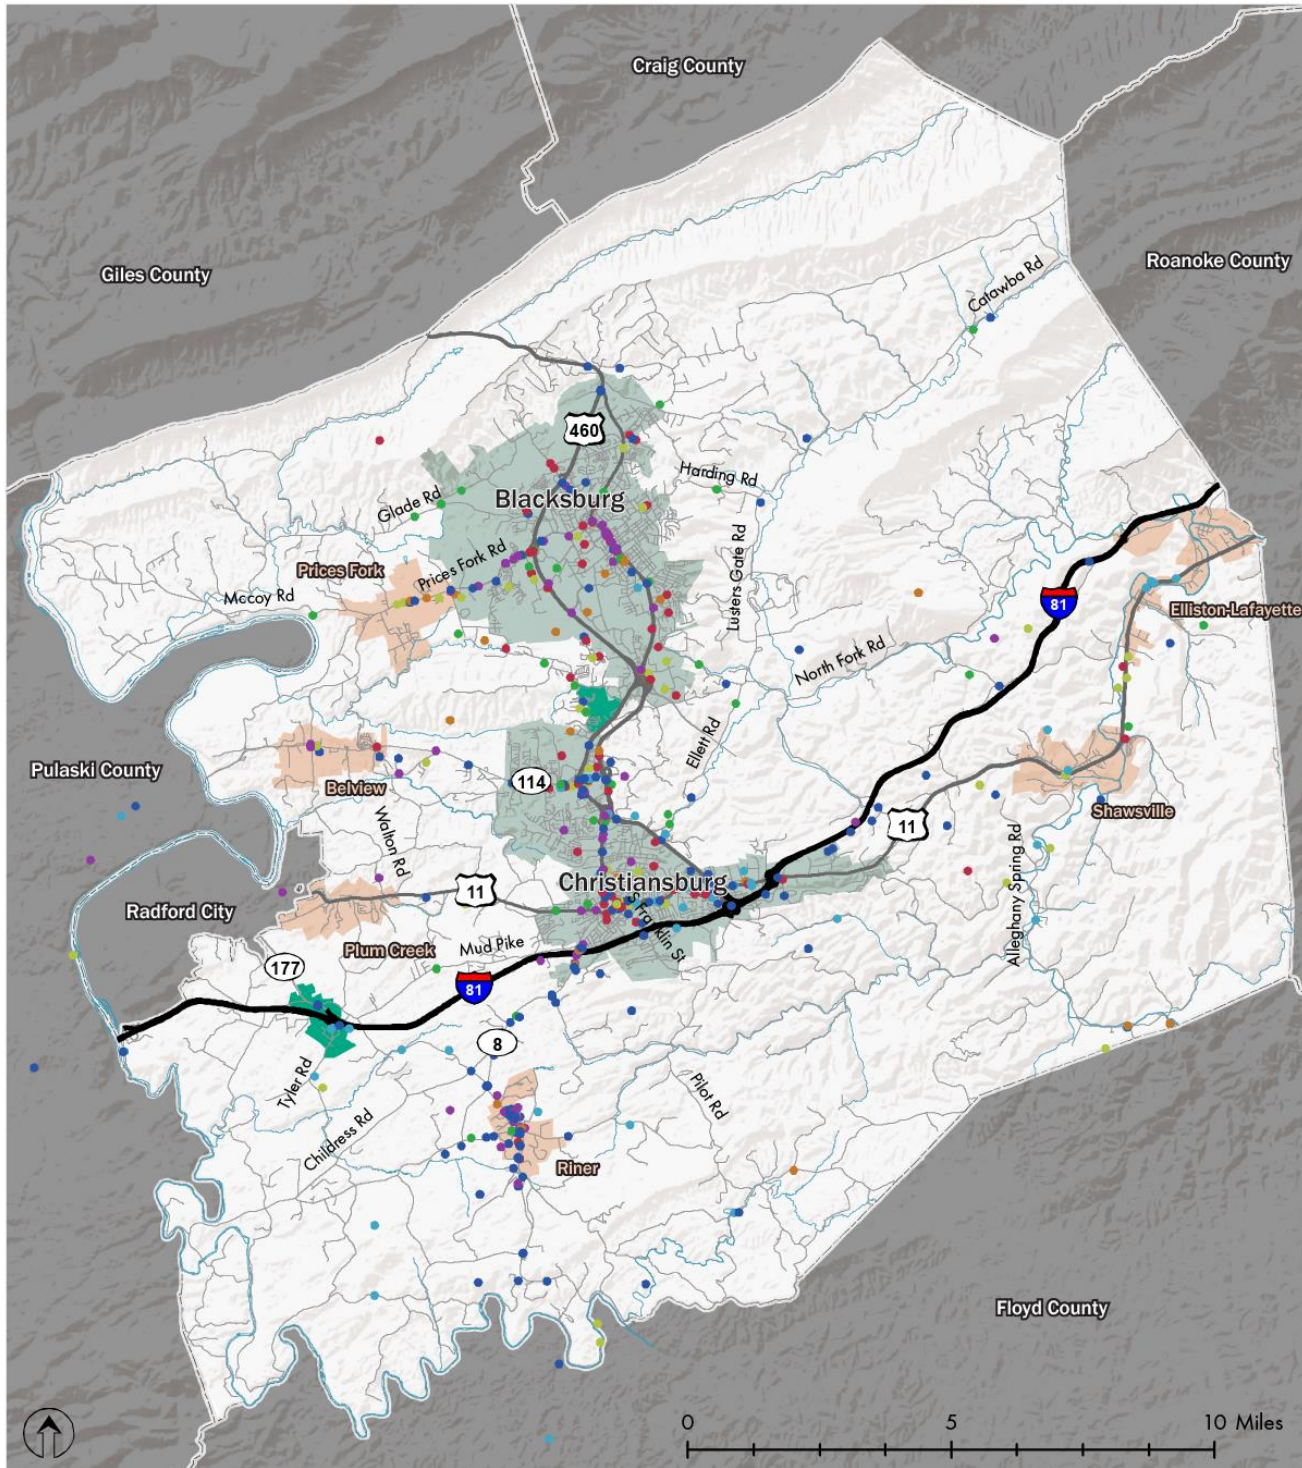 Craig County
Giles County
Roanoke County
Catawba Rd
460
Harding Rd
Blacksburg
Glade Rd
Prices Fork Rd
Prices Fork
Lusters Gate Rd
Mccoy Rd
81
Elliston-Lafayette
North Fork Rd
Ellett Rd
Pulaski County
114
Belview
Shawsville
Walton Rd
11
Alleghany Spring Rd
Christiansburg
11
Radford City
S Franklin St
Plum Creek
Mud Pike
177
81
8
Tyler Rd
Pilot Rd
Childress Rd
Riner
Floyd County
0 5 10 Miles